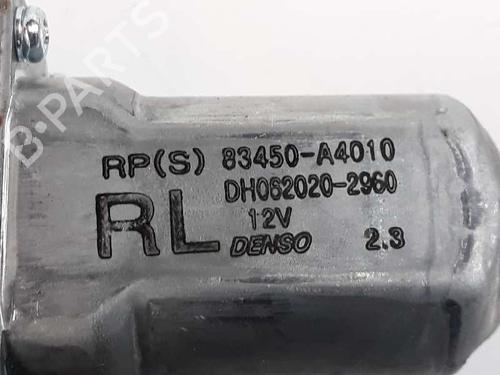 RP(S) 83450-A4010
DH062020-2960
RL 12V
DENSO 2.3
B-PARTS